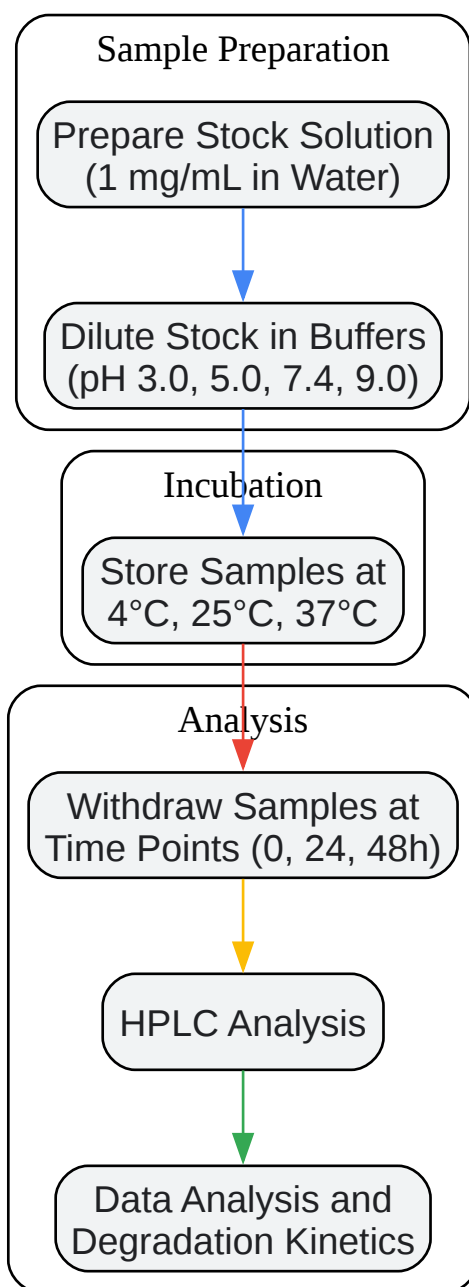 Sample Preparation
Prepare Stock Solution
(1 mg/mL in Water)
Dilute Stock in Buffers
(pH 3.0, 5.0, 7.4, 9.0)
Incubation
Store Samples at
4°C, 25°C, 37°C
Analysis
Withdraw Samples at
Time Points (0, 24, 48h)
HPLC Analysis
Data Analysis and
Degradation Kinetics